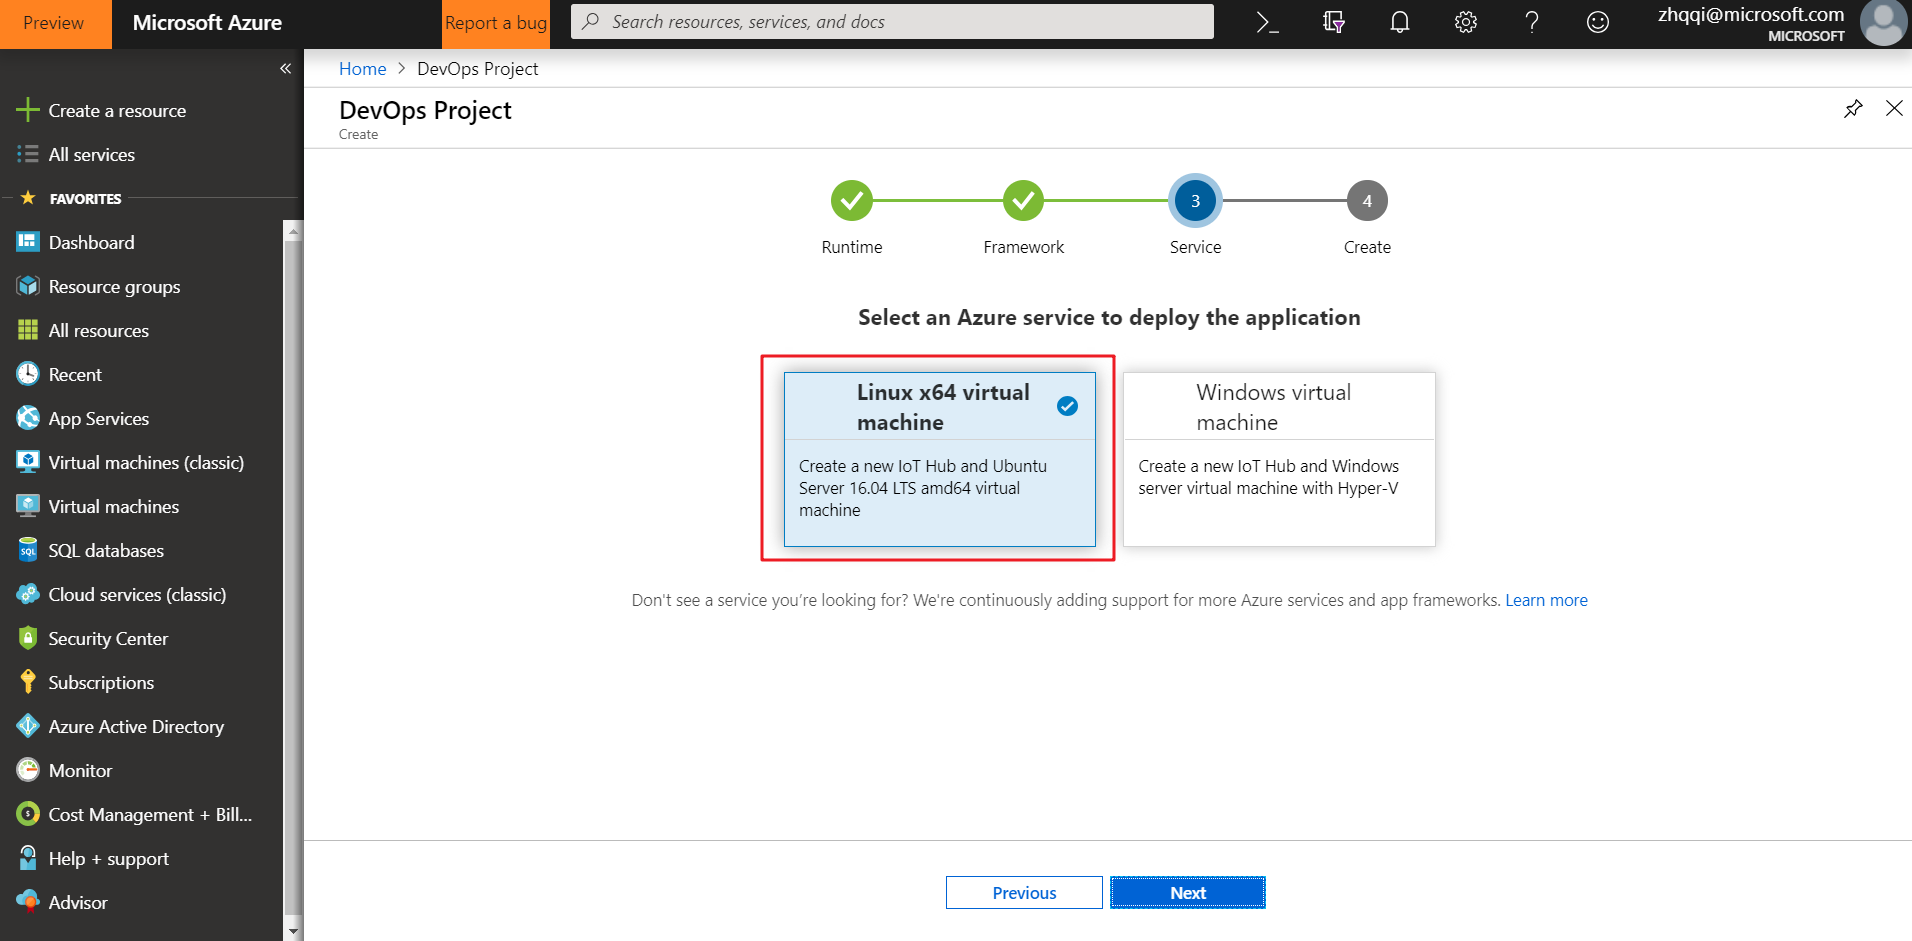 Preview
Microsoft Azure
Report a bug
Search resources, services, and docs
zhqqi@microsoft.com
MICROSOFT
Create a resource
All services
FAVORITES
Dashboard
Resource groups
All resources
Recent
App Services
Virtual machines (classic)
Virtual machines
SQL databases
Cloud services (classic)
Security Center
Subscriptions
Azure Active Directory
Monitor
Cost Management + Bill...
Help + support
Advisor
Home > DevOps Project
DevOps Project
Create
3
4
Runtime
Framework
Service
Create
Select an Azure service to deploy the application
Linux x64 virtual
machine
Create a new IoT Hub and Ubuntu
Server 16.04 LTS amd64 virtual
machine
Windows virtual
machine
Create a new IoT Hub and Windows
server virtual machine with Hyper-V
Don't see a service you're looking for? We're continuously adding support for more Azure services and app frameworks. Learn more
Previous
Next